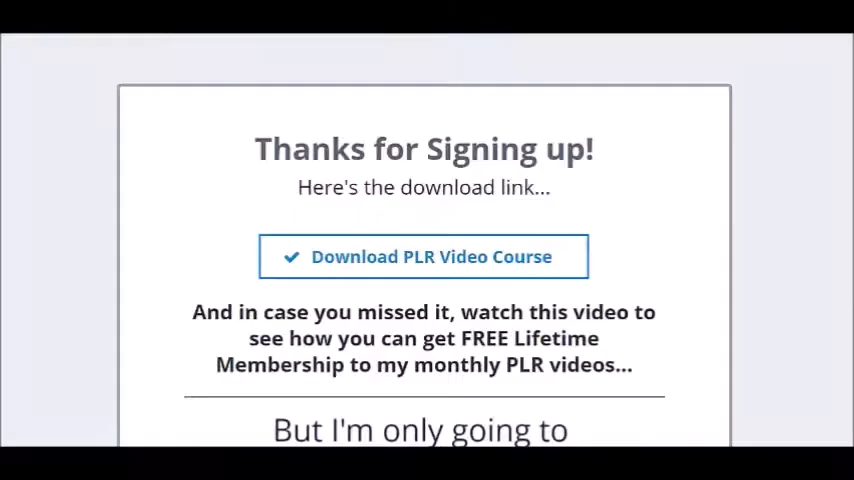 Thanks for Signing up!
Here's the download link...
Download PLR Video Course
And in case you missed it, watch this video to
see how you can get FREE Lifetime
Membership to my monthly PLR videos...
But I'm only going to